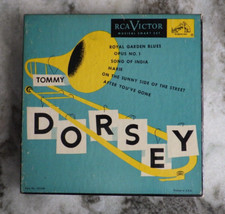 RCA VICTOR
ROYAL GARDEN BLUES
OPUS NO. 1
SONG OF INDIA
MARIE
ON THE SUNNY SIDE OF THE STREET
AFTER YOU'VE GONE
TOMMY
DORSEY